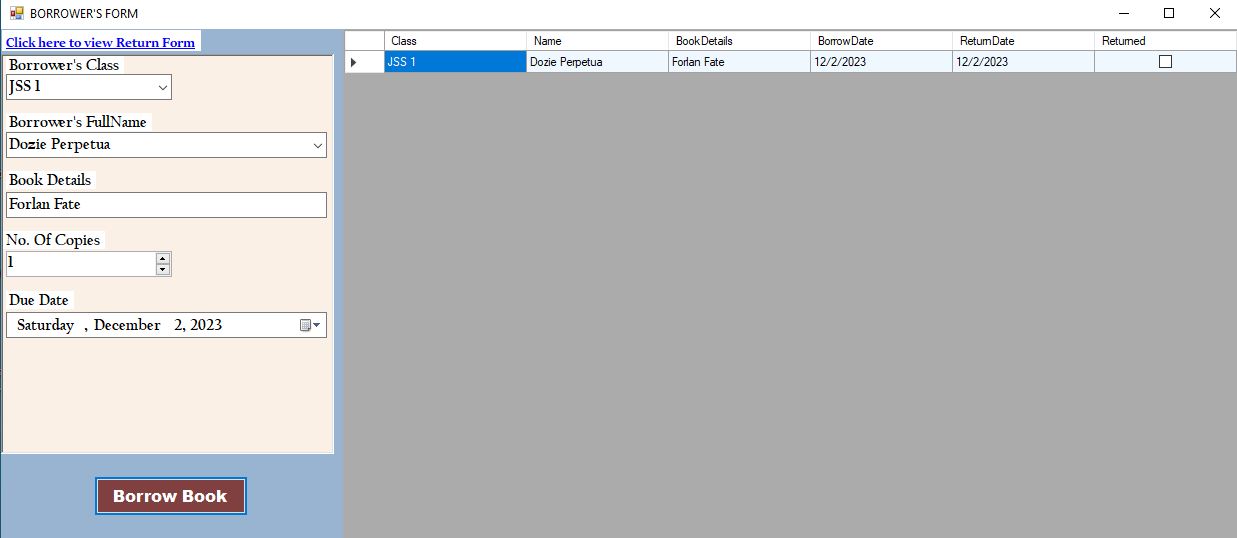 BORROWER'S FORM
Click here to view Return Form
Borrower's Class
JSS 1
Borrower's FullName
Dozie Perpetua
Book Details
Forlan Fate
No. Of Copies
1
Due Date
Saturday , December 2, 2023
Borrow Book
Class Name BookDetails BorrowDate ReturnDate Returned
JSS 1 Dozie Perpetua Forlan Fate 12/2/2023 12/2/2023